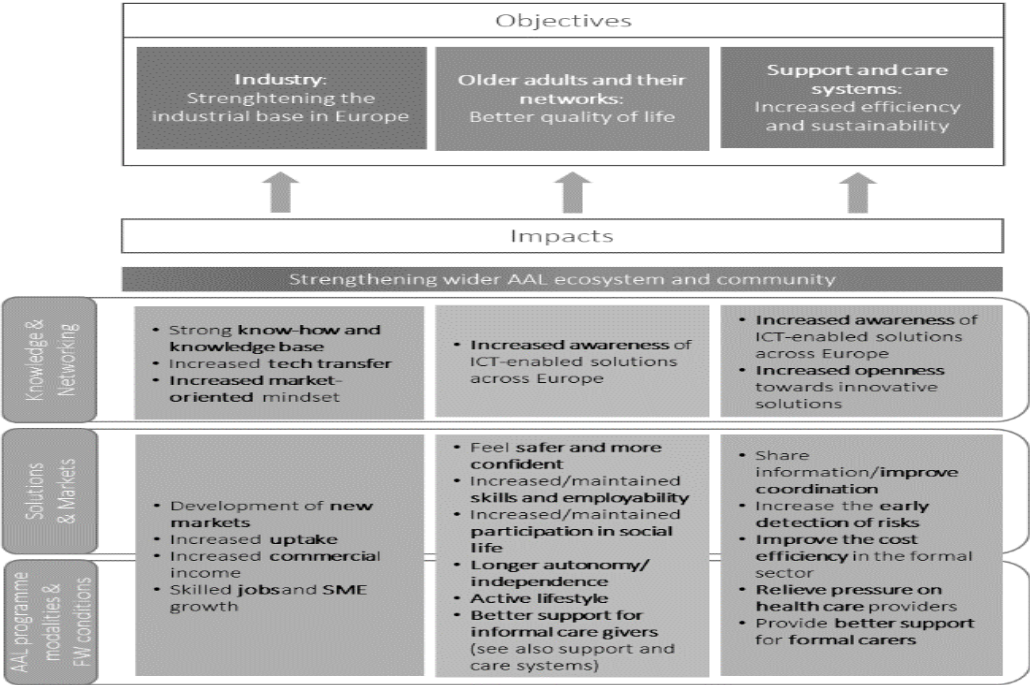 Objectives
Industry:
Strenghtening the
industrial base in Europe
Older adults and their
networks:
Better quality of life
Support and care
systems:
Increased efficiency
and sustainability
Impacts
Strengthening wider AAL ecosystem and community
Knowledge &
Networking
• Strong know-how and
knowledge base
• Increased tech transfer
• Increased market-
oriented mindset
• Increased awareness of
ICT-enabled solutions
across Europe
• Increased awareness of
ICT-enabled solutions
across Europe
• Increased openness
towards innovative
solutions
Solutions
& Markets
AAL programme
modalities &
FW conditions
• Development of new
markets
• Increased uptake
• Increased commercial
income
• Skilled jobs and SME
growth
• Feel safer and more
confident
• Increased/maintained
skills and employability
• Increased/maintained
participation in social
life
• Longer autonomy/
independence
• Active lifestyle
• Better support for
informal care givers
(see also support and
care systems)
• Share
information/improve
coordination
• Increase the early
detection of risks
• Improve the cost
efficiency in the formal
sector
• Relieve pressure on
health care providers
• Provide better support
for formal carers